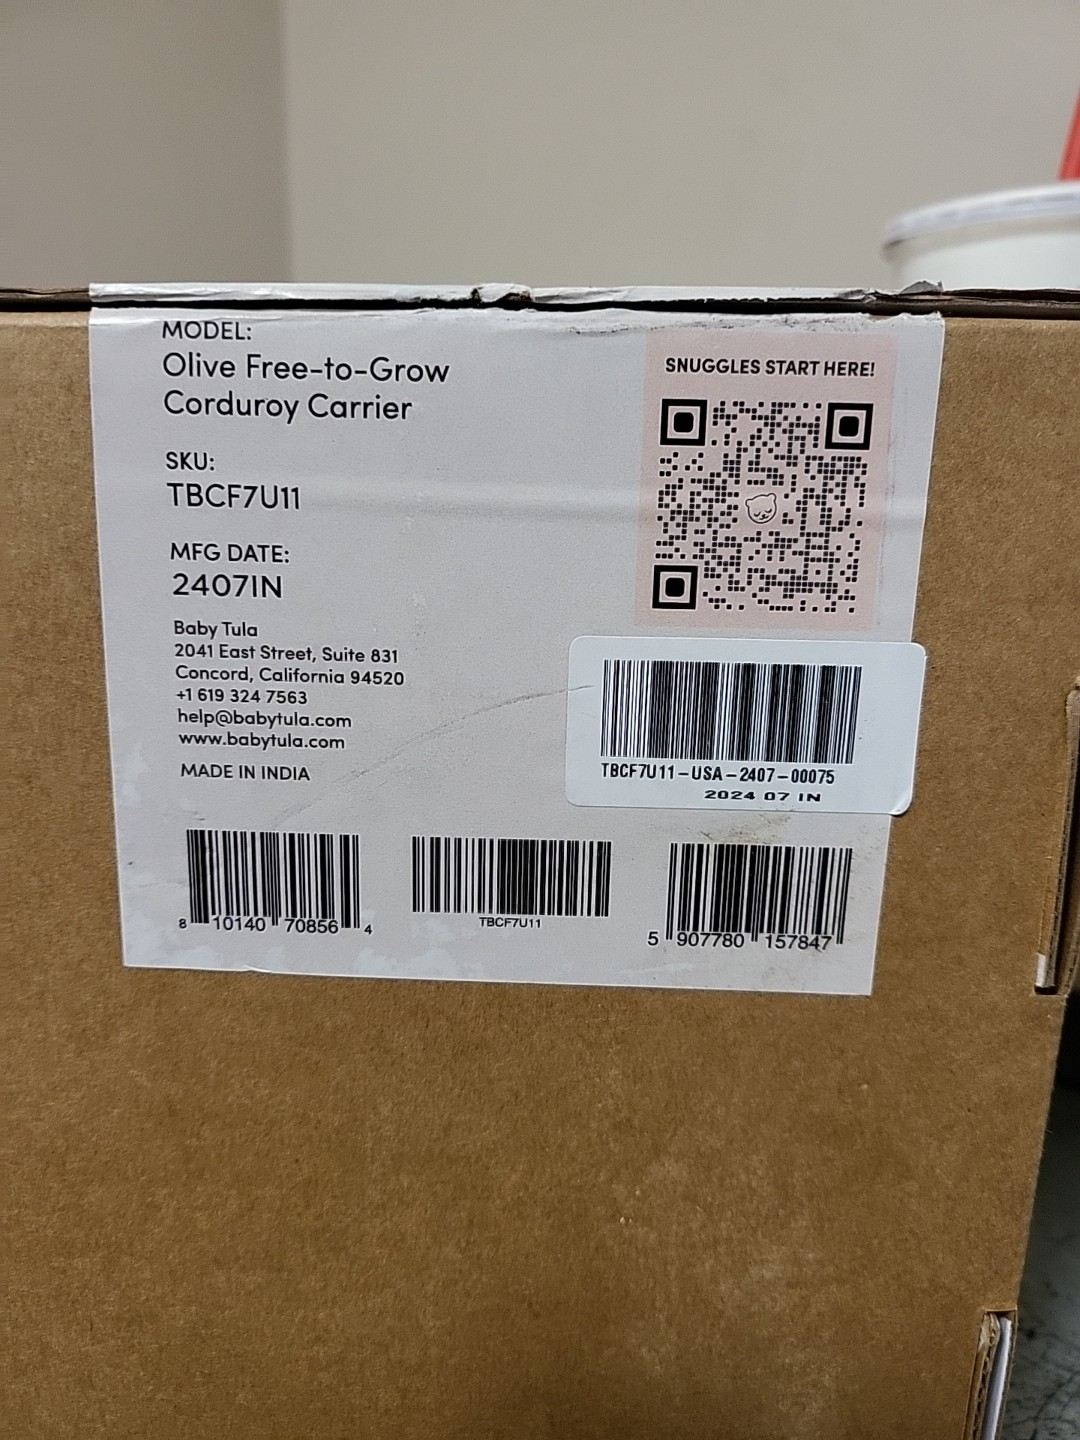 MODEL:
Olive Free-to-Grow
Corduroy Carrier
SKU:
TBCF7U11
MFG DATE:
2407IN
Baby Tula
2041 East Street, Suite 831
Concord, California 94520
+1 619 324 7563
help@babytula.com
www.babytula.com
MADE IN INDIA
SNUGGLES START HERE!
TBCF7U11-USA-2407-00075
2024 07 IN
8 10140 70856 4
TBCF7U11
5 907780 157847